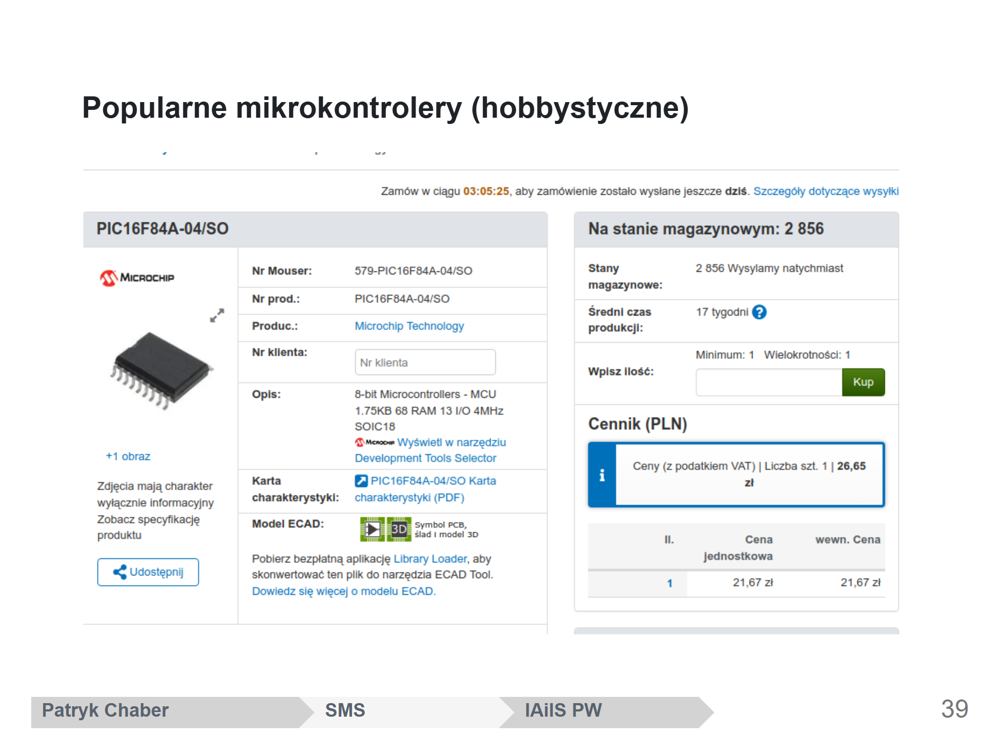 Popularne mikrokontrolery (hobbystyczne)
Zamów w ciągu 03:05:25, aby zamówienie zostało wysłane jeszcze dziś. Szczegóły dotyczące wysyłki
PIC16F84A-04/SO
MICROCHIP
+1 obraz
Zdjęcia mają charakter
wyłącznie informacyjny
Zobacz specyfikację
produktu
Udostępnij
Nr Mouser: 579-PIC16F84A-04/SO
Nr prod.: PIC16F84A-04/SO
Produc.: Microchip Technology
Nr klienta: Nr klienta
Opis: 8-bit Microcontrollers - MCU
1.75KB 68 RAM 13 I/O 4MHz
SOIC18
MICROCHIP Wyświetl w narzędziu
Development Tools Selector
Karta PIC16F84A-04/SO Karta
charakterystyki: charakterystyki (PDF)
Model ECAD: 3D Symbol PCB,
ślad I model 3D
Pobierz bezpłatną aplikację Library Loader, aby
skonwertować ten plik do narzędzia ECAD Tool.
Dowiedz się więcej o modelu ECAD.
Na stanie magazynowym: 2 856
Stany 2 856 Wysylamy natychmiast
magazynowe:
Średni czas 17 tygodni ?
produkcji:
Minimum: 1 Wielokrotności: 1
Wpisz ilość: Kup
Cennik (PLN)
i Ceny (z podatkiem VAT) | Liczba szt. 1 | 26,65
zł
Il. Cena wewn. Cena
jednostkowa
1 21,67 zł 21,67 zł
Patryk Chaber SMS IAiIS PW 39